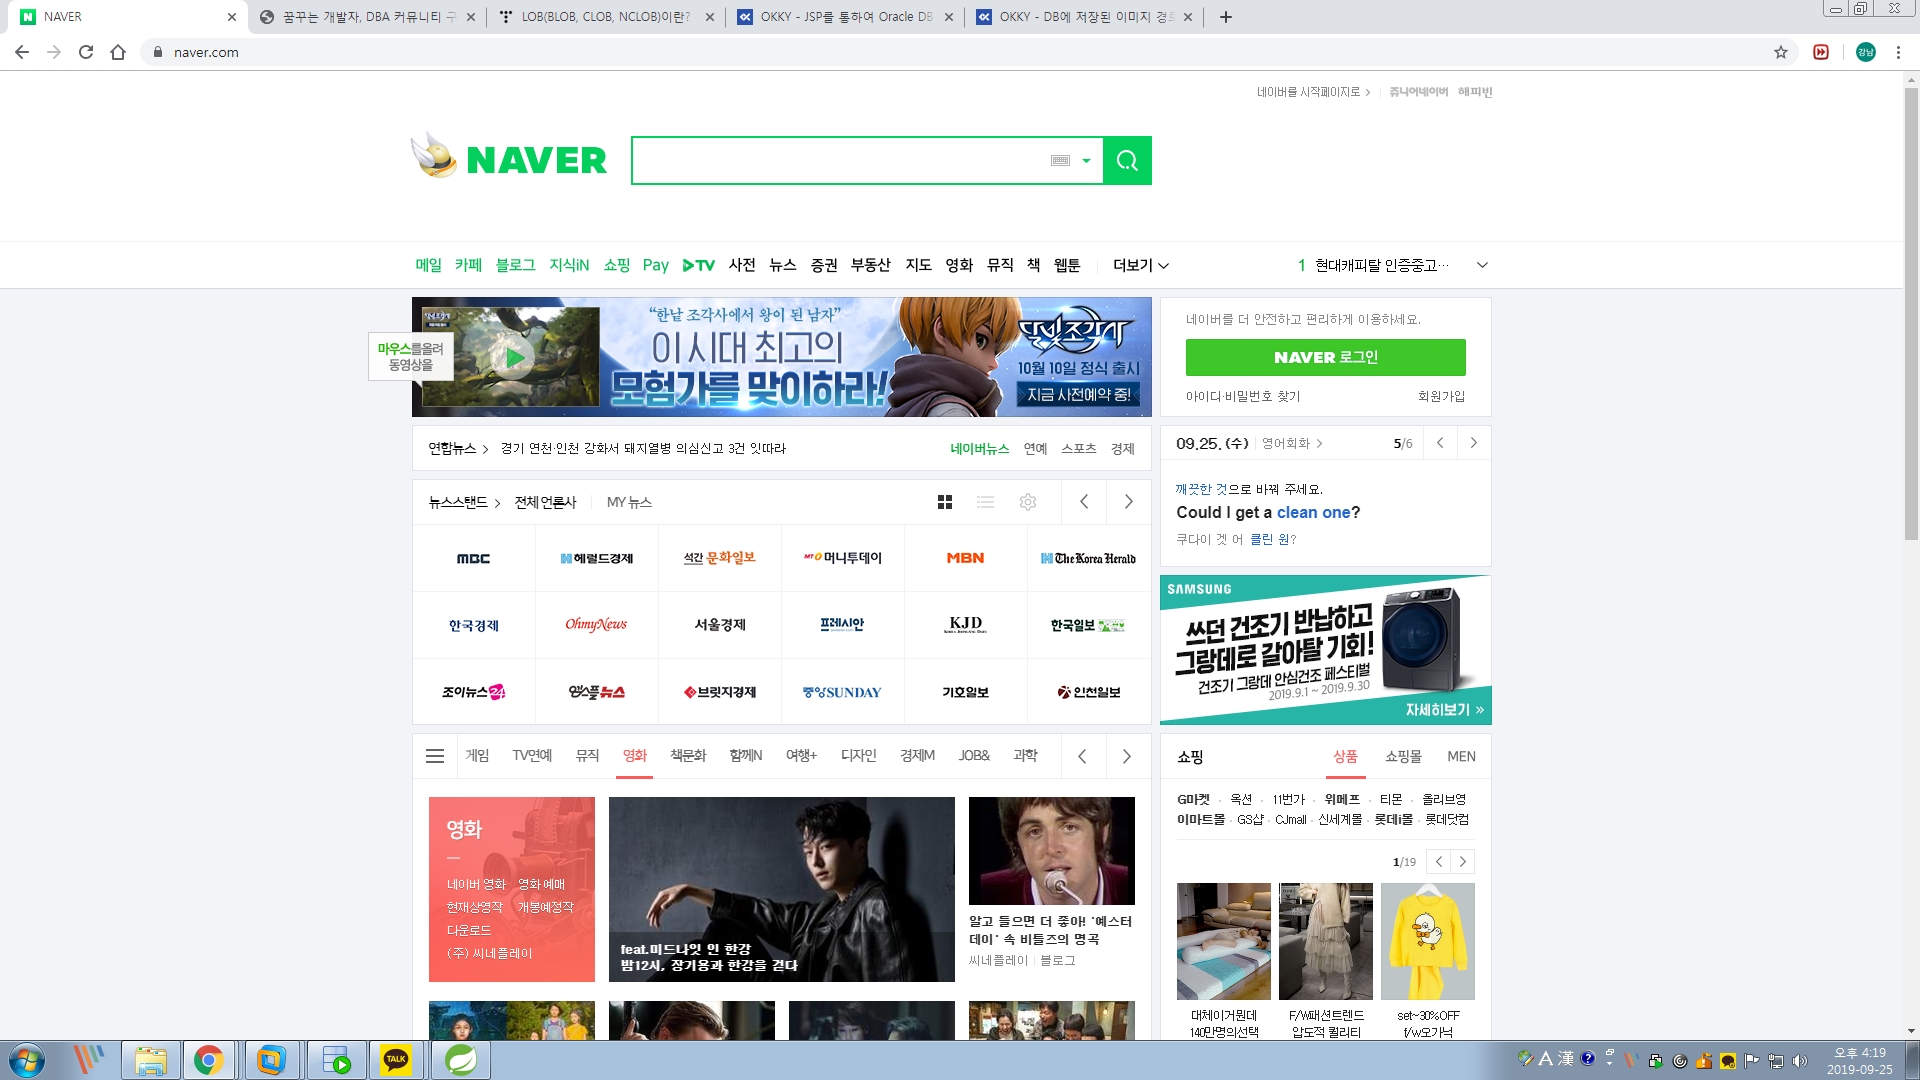 NAVER
꿈꾸는 개발자, DBA 커뮤니티 구
LOB(BLOB, CLOB, NCLOB)이란?
OKKY - JSP를 통하여 Oracle DB
OKKY - DB에 저장된 이미지 경로
naver.com
강남
네이버를 시작페이지로
쥬니어네이버
해피빈
NAVER
메일 카페 블로그 지식iN 쇼핑 Pay TV 사전 뉴스 증권 부동산 지도 영화 뮤직 책 웹툰 더보기
1 현대캐피탈 인증중고…
마우스를올려
동영상을
“한낱 조각사에서 왕이 된 남자”
이 시대 최고의
모험가를 맞이하라!
달빛조각사
10월 10일 정식 출시
지금 사전예약 중!
네이버를 더 안전하고 편리하게 이용하세요.
NAVER 로그인
아이디·비밀번호 찾기
회원가입
연합뉴스
경기 연천·인천 강화서 돼지열병 의심신고 3건 잇따라
네이버뉴스 연예 스포츠 경제
09.25. (수) 영어회화 5/6
깨끗한 것으로 바꿔 주세요.
Could I get a clean one?
쿠다이 겟 어 클린 원?
뉴스스탠드 전체 언론사 MY 뉴스
MBC 헤럴드경제 석간 문화일보 MT 머니투데이 MBN The Korea Herald
한국경제 OhmyNews 서울경제 프레시안 KJD 한국일보
조이뉴스24 영스플뉴스 브릿지경제 중앙SUNDAY 기호일보 인천일보
SAMSUNG
쓰던 건조기 반납하고
그랑데로 갈아탈 기회!
건조기 그랑데 안심건조 페스티벌
2019.9.1 ~ 2019.9.30
자세히보기 »
게임 TV연예 뮤직 영화 책문화 함께N 여행+ 디자인 경제M JOB& 과학
영화
네이버 영화 영화 예매
현재상영작 개봉예정작
다운로드
(주) 씨네플레이
feat.미드나잇 인 한강
밤12시, 장기용과 한강을 걷다
알고 들으면 더 좋아! '예스터
데이' 속 비틀즈의 명곡
씨네플레이 블로그
쇼핑 상품 쇼핑몰 MEN
G마켓 · 옥션 · 11번가 · 위메프 · 티몬 · 올리브영
이마트몰 · GS샵 · CJmall · 신세계몰 · 롯데i몰 · 롯데닷컴
1/19
대체이거뭔데
140만명의선택
F/W패션트렌드
압도적 퀄리티
set~30%OFF
f/w오가닉
TALK
A 漢
오후 4:19
2019-09-25